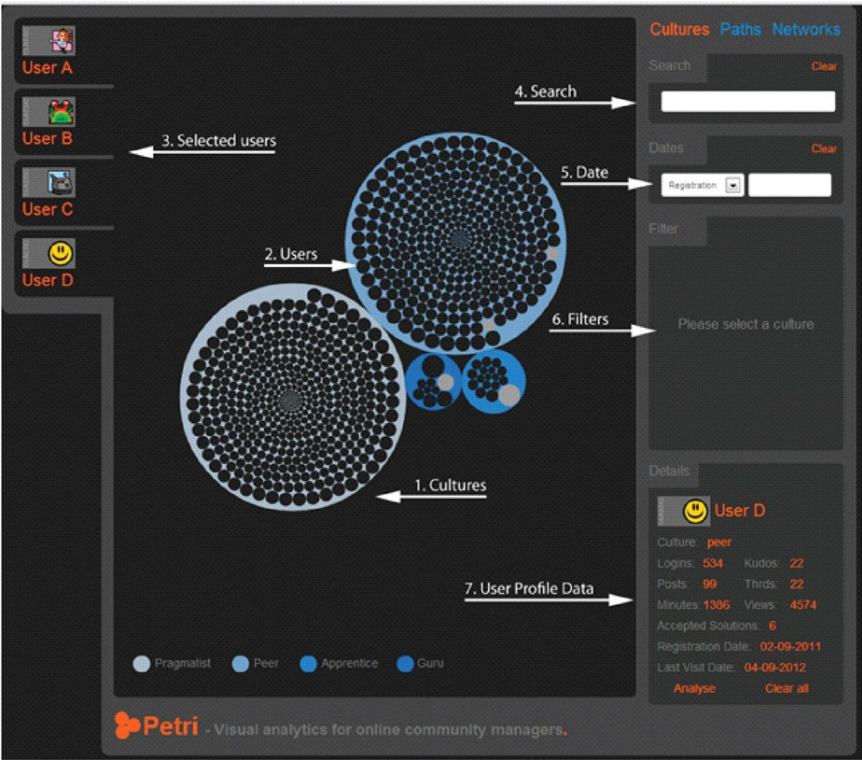 User A
User B
User C
User D
3. Selected users
4. Search
5. Date
2. Users
6. Filters
1. Cultures
7. User Profile Data
Pragmatist Peer Apprentice Guru
Cultures Paths Networks
Search Clear
Dates Clear
Registration
Filter
Please select a culture
Details
User D
Culture: peer
Logins: 534 Kudos: 22
Posts: 99 Thrds: 22
Minutes: 1386 Views: 4574
Accepted Solutions: 6
Registration Date: 02-09-2011
Last Visit Date: 04-09-2012
Analyse Clear all
Petri - Visual analytics for online community managers.